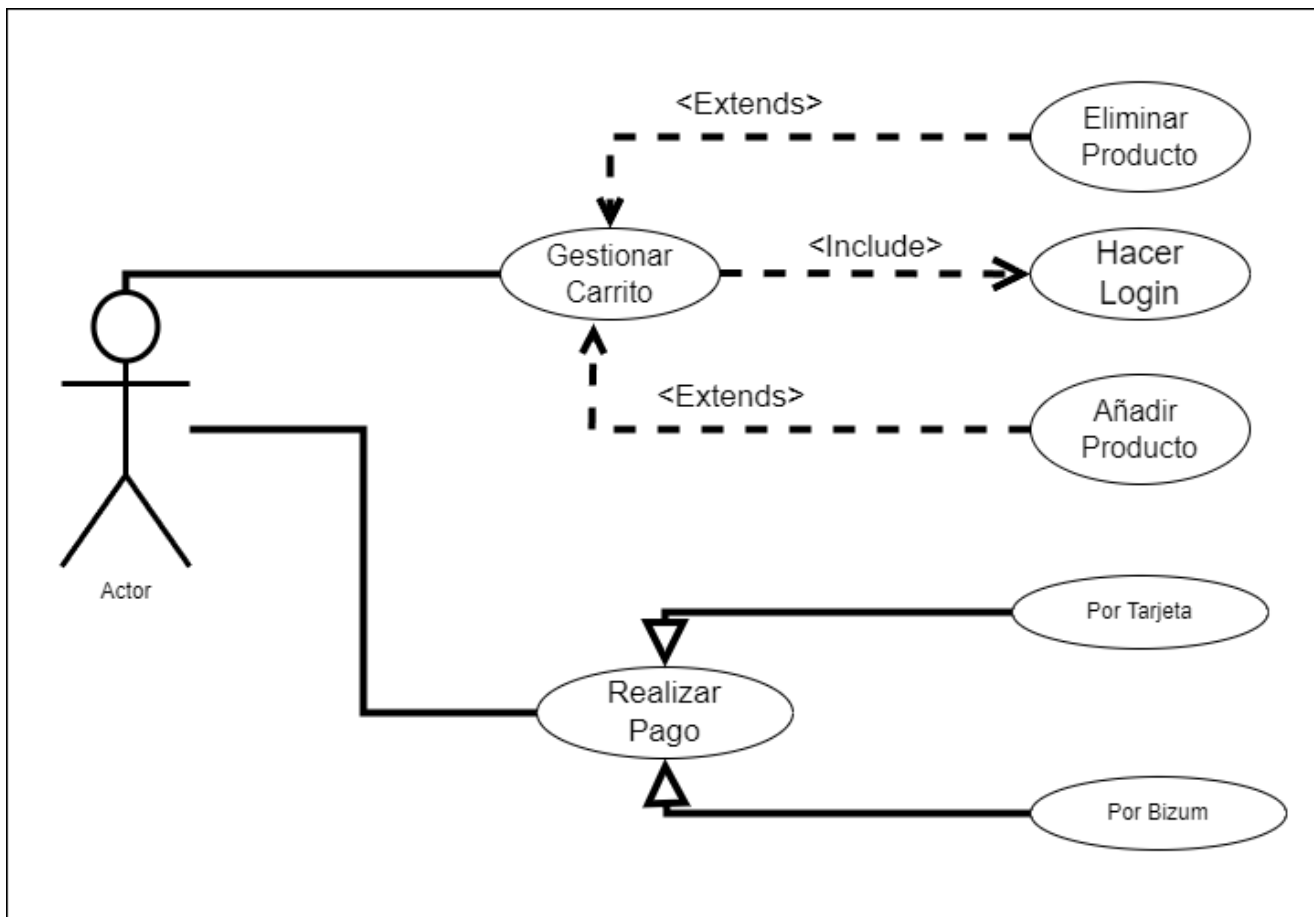 <Extends>
Eliminar
Producto
Gestionar
Carrito
<Include>
Hacer
Login
<Extends>
Añadir
Producto
Actor
Por Tarjeta
Realizar
Pago
Por Bizum